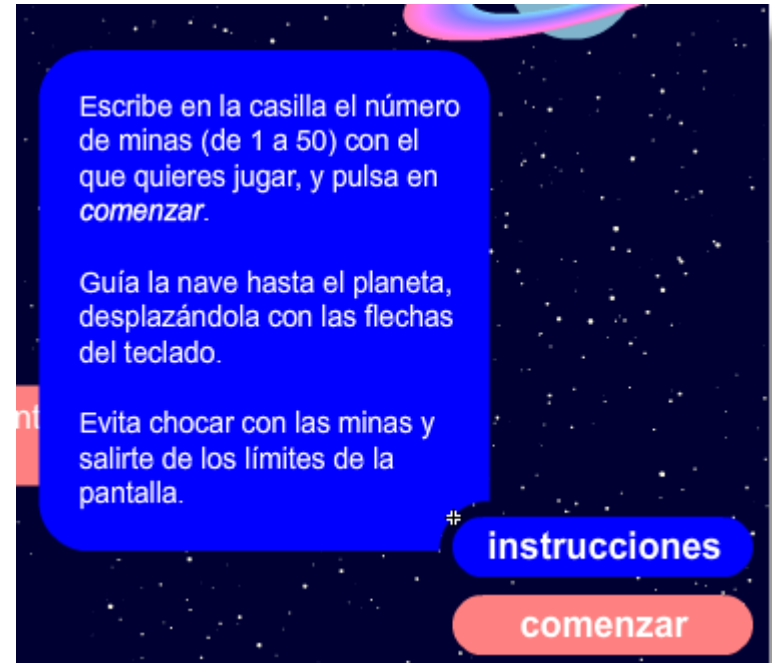 Escribe en la casilla el número
de minas (de 1 a 50) con el
que quieres jugar, y pulsa en
comenzar.
Guía la nave hasta el planeta,
desplazándola con las flechas
del teclado.
Evita chocar con las minas y
salirte de los límites de la
pantalla.
nt
instrucciones
comenzar